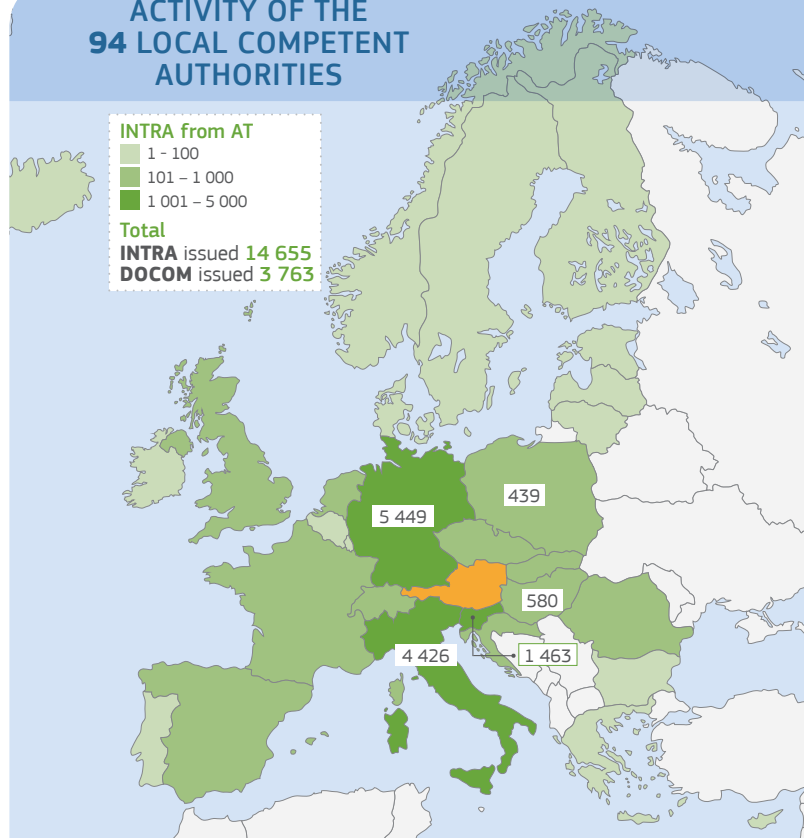 ACTIVITY OF THE
94 LOCAL COMPETENT
AUTHORITIES
INTRA from AT
1 - 100
101 – 1 000
1 001 – 5 000
Total
INTRA issued 14 655
DOCOM issued 3 763
439
5 449
580
4 426
1 463